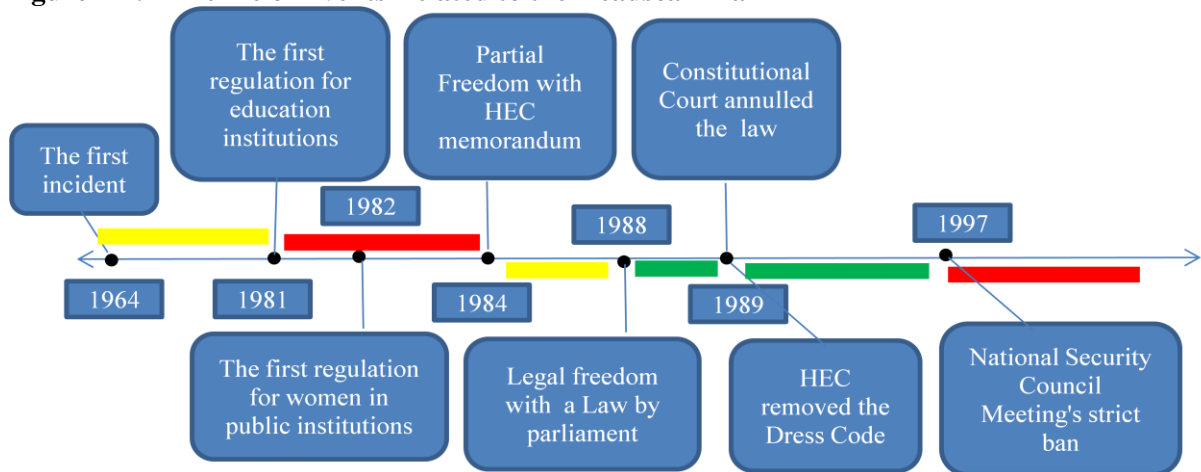 The first
regulation for
education
institutions
Partial
Freedom with
HEC
memorandum
Constitutional
Court annulled
the law
The first
incident
1982
1988
1997
1964
1981
1984
1989
The first regulation
for women in
public institutions
Legal freedom
with a Law by
parliament
HEC
removed the
Dress Code
National Security
Council
Meeting's strict
ban